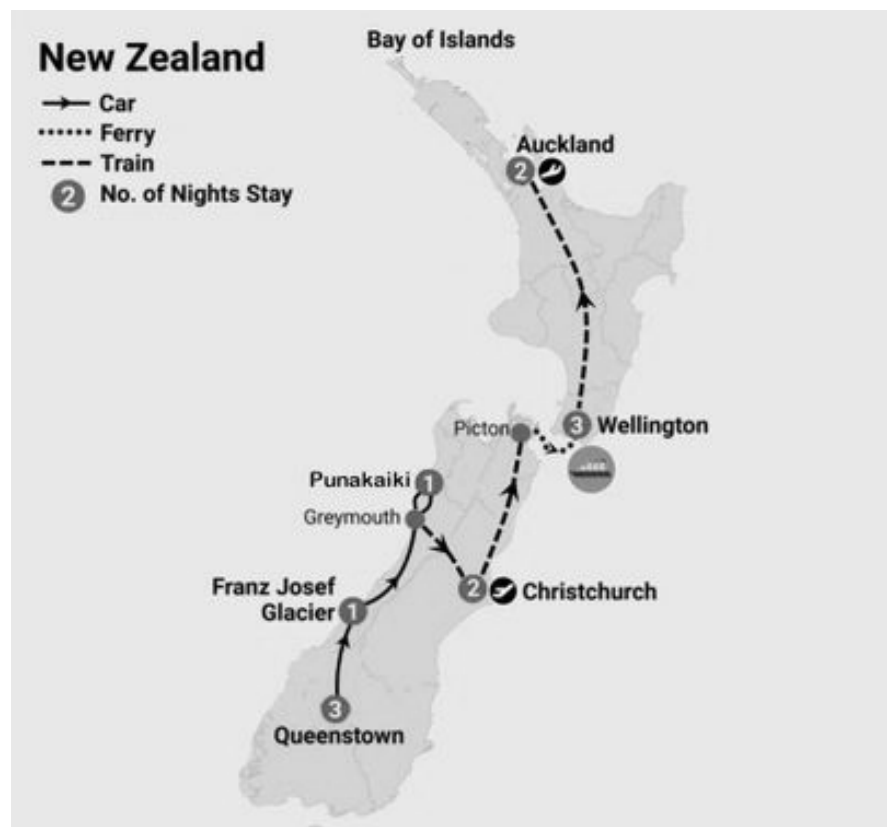 New Zealand
Car
Ferry
Train
2 No. of Nights Stay
Bay of Islands
Auckland
2
Picton
3 Wellington
Punakaiki 1
Greymouth
2 Christchurch
Franz Josef
Glacier 1
3
Queenstown